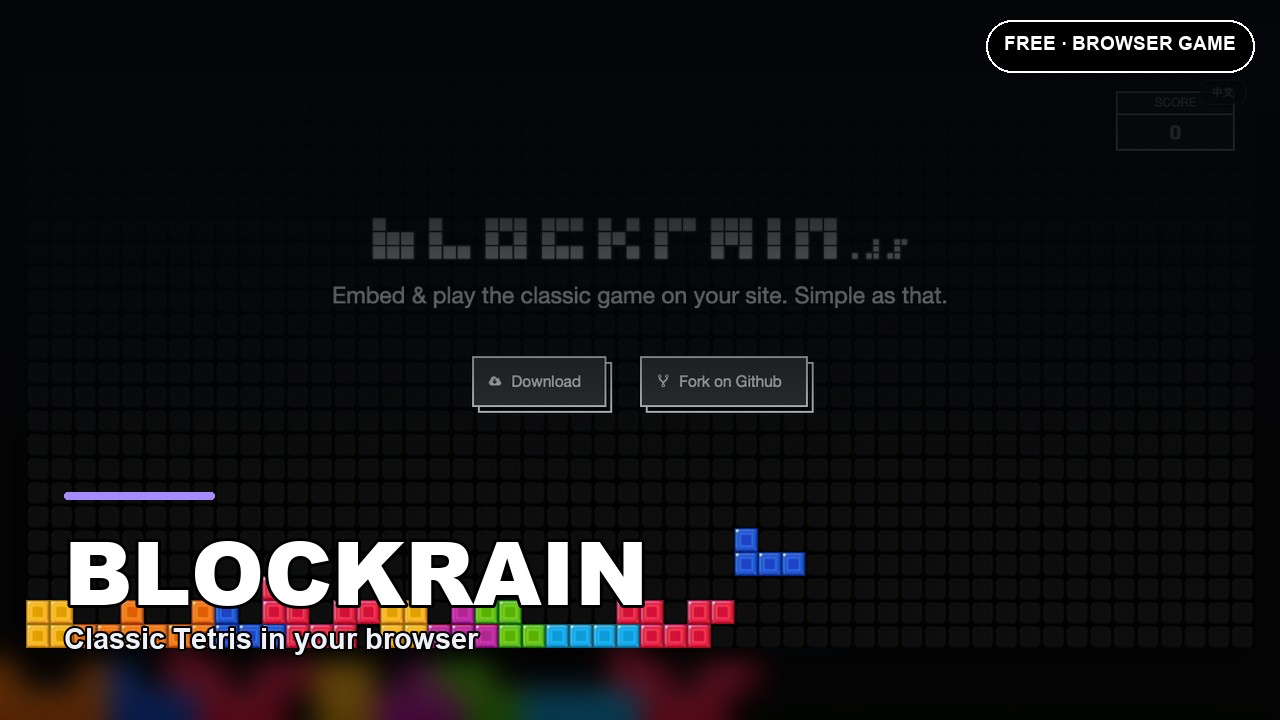 FREE · BROWSER GAME
中文
SCORE
0
BLOCKRAIN.JS
Embed & play the classic game on your site. Simple as that.
Download
Fork on Github
BLOCKRAIN
Classic Tetris in your browser